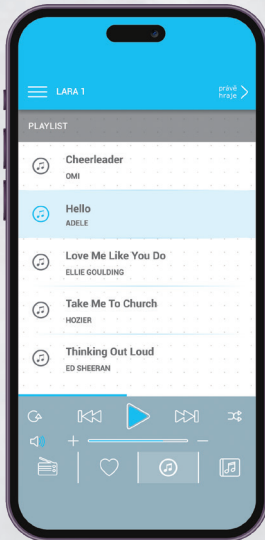 LARA 1
právě
hraje
PLAYLIST
Cheerleader
OMI
Hello
ADELE
Love Me Like You Do
ELLIE GOULDING
Take Me To Church
HOZIER
Thinking Out Loud
ED SHEERAN